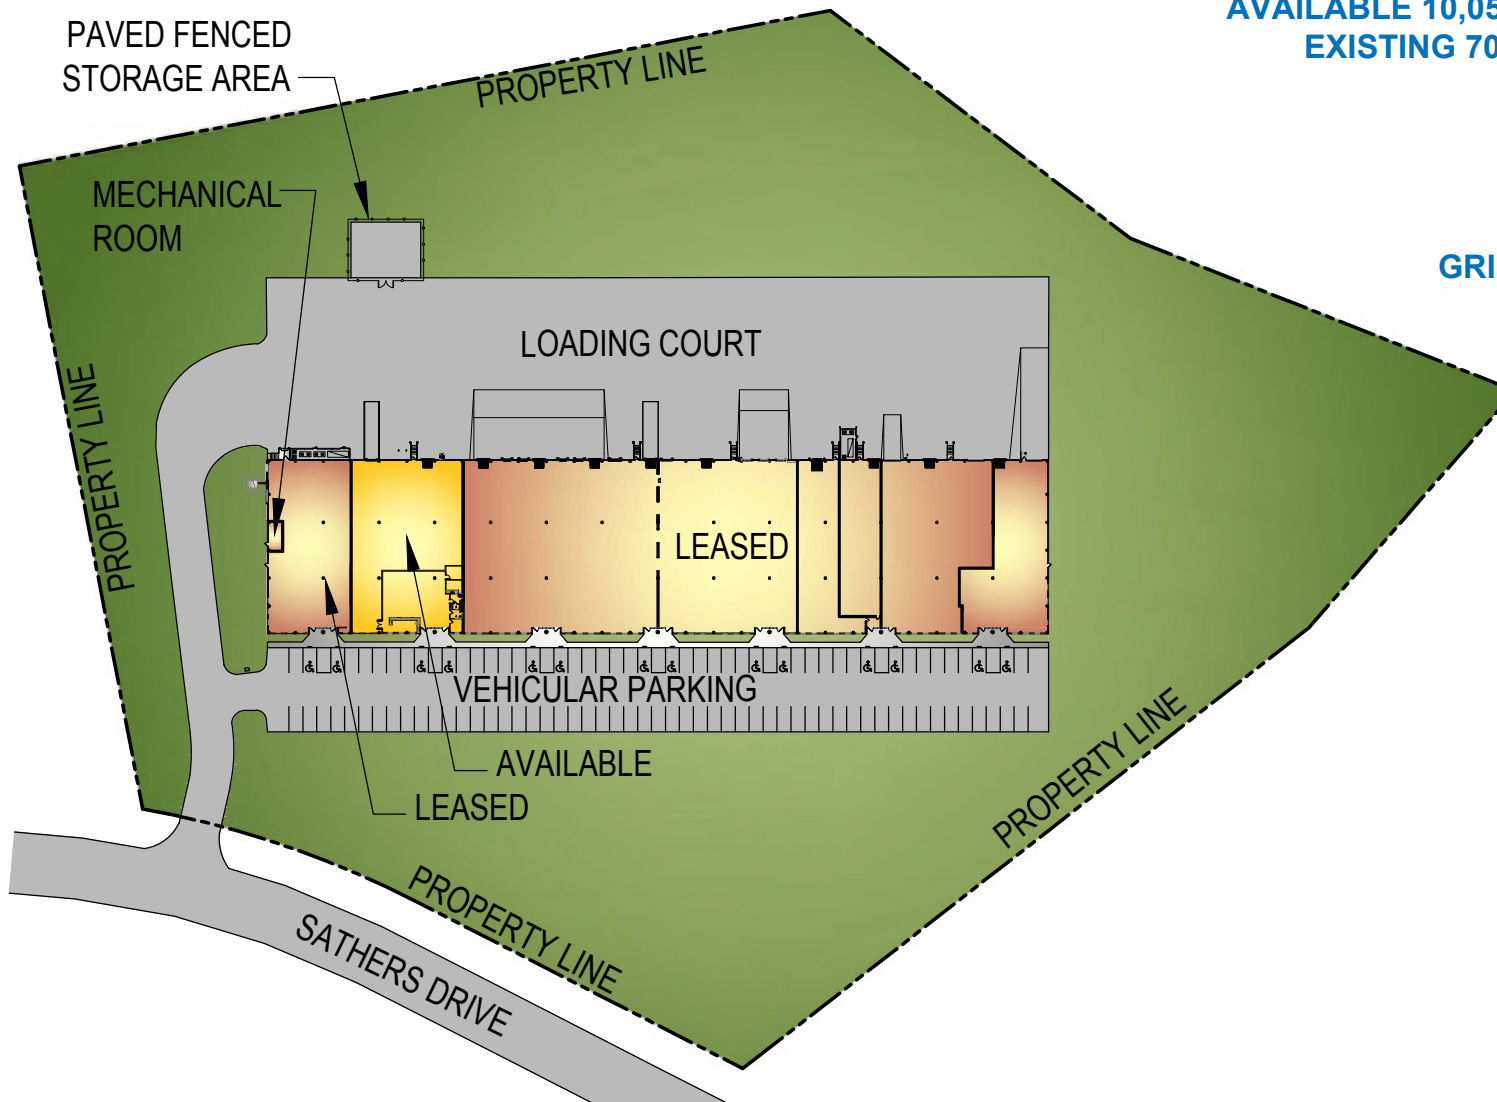 AVAILABLE 10,05
EXISTING 70
PAVED FENCED
STORAGE AREA
PROPERTY LINE
MECHANICAL
ROOM
GRI
LOADING COURT
PROPERTY LINE
LEASED
VEHICULAR PARKING
AVAILABLE
LEASED
PROPERTY LINE
PROPERTY LINE
SATHERS DRIVE